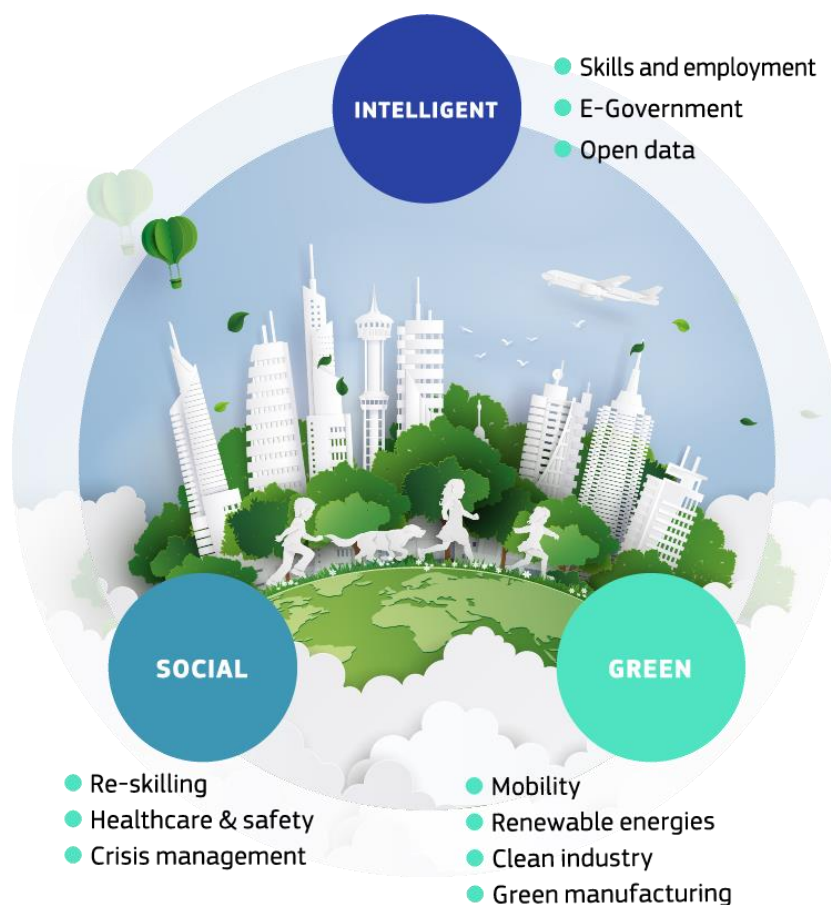 INTELLIGENT
Skills and employment
E-Government
Open data
SOCIAL
Re-skilling
Healthcare & safety
Crisis management
GREEN
Mobility
Renewable energies
Clean industry
Green manufacturing